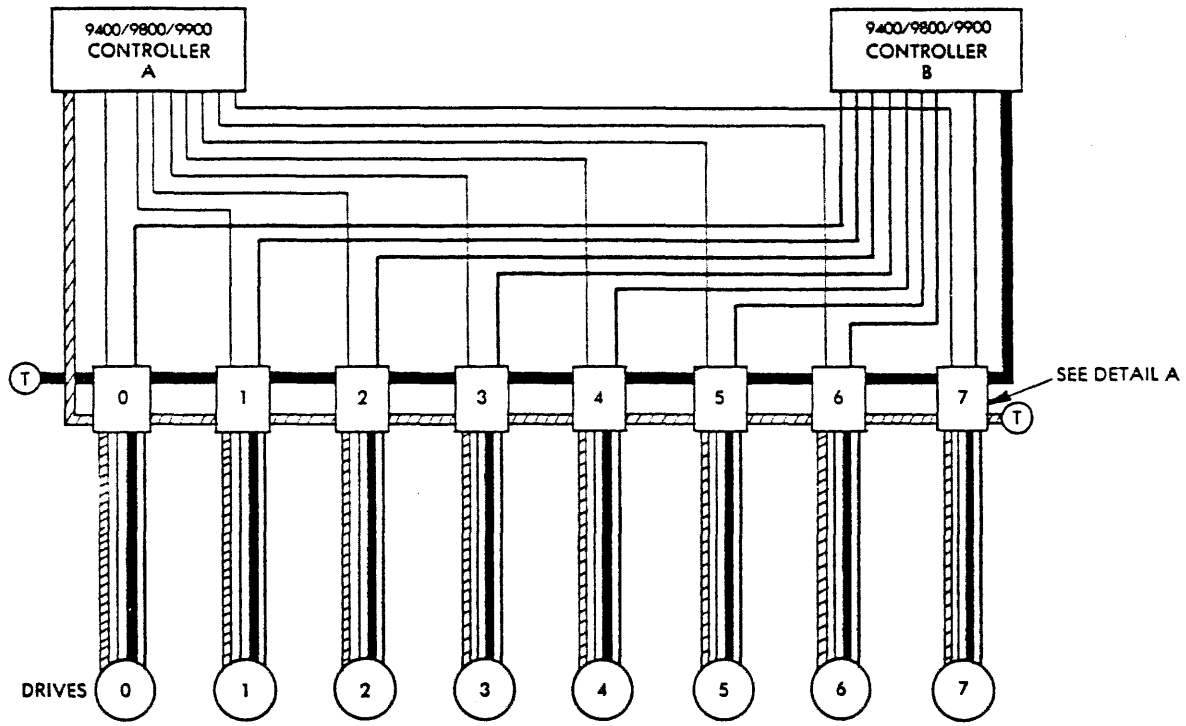 9400/9800/9900
CONTROLLER
A
9400/9800/9900
CONTROLLER
B
T
0
1
2
3
4
5
6
7
SEE DETAIL A
T
DRIVES
0
1
2
3
4
5
6
7